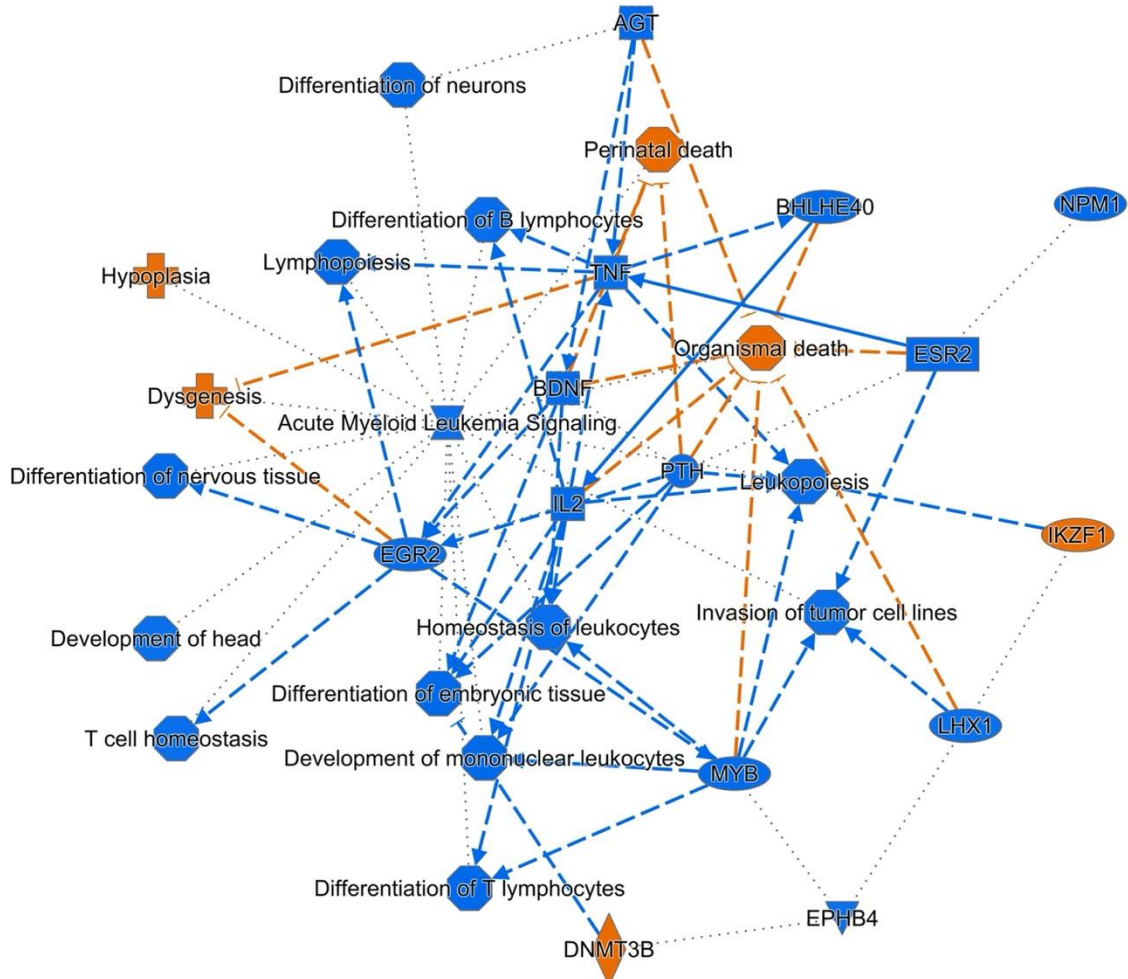 AGT
Differentiation of neurons
Perinatal death
BHLHE40
NPM1
Differentiation of B lymphocytes
Lymphopoiesis
TNF
Hypoplasia
Organismal death
ESR2
BDNF
Dysgenesis
Acute Myeloid Leukemia Signaling
Differentiation of nervous tissue
PTH
Leukopoiesis
IL2
IKZF1
EGR2
Invasion of tumor cell lines
Homeostasis of leukocytes
Development of head
Differentiation of embryonic tissue
LHX1
T cell homeostasis
Development of mononuclear leukocytes
MYB
Differentiation of T lymphocytes
EPHB4
DNMT3B